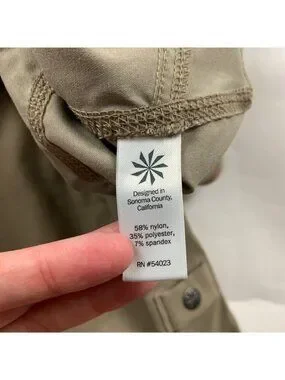 Designed in
Sonoma County,
California
58% nylon,
35% polyester,
7% spandex
RN #54023